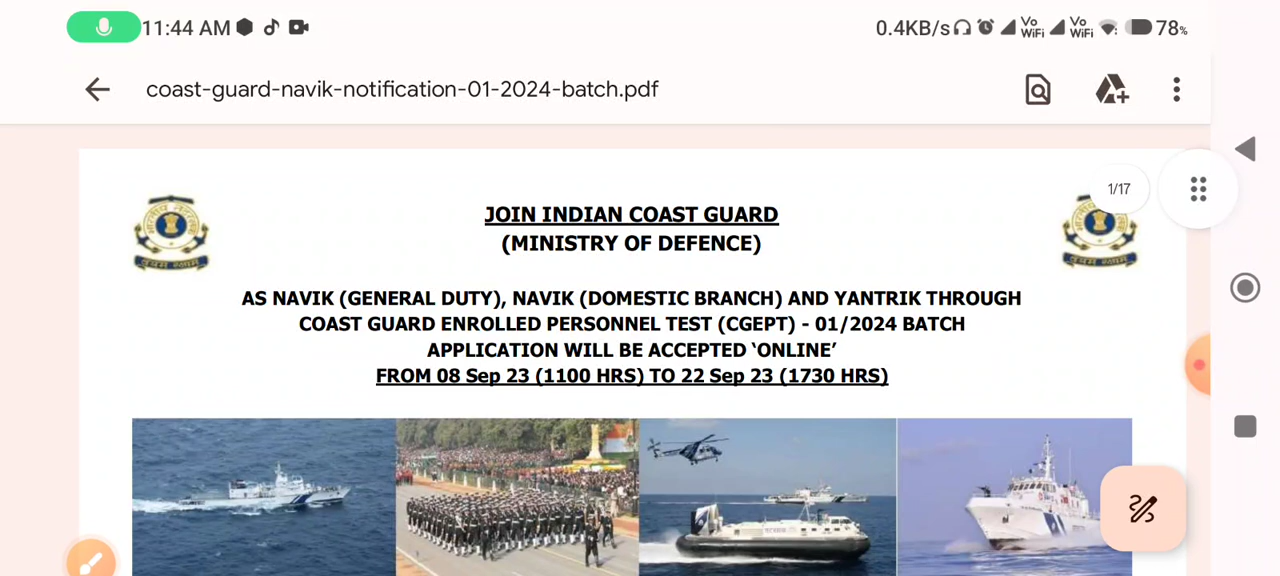 11:44 AM
0.4KB/s Vo WiFi Vo WiFi 78%
coast-guard-navik-notification-01-2024-batch.pdf
1/17
JOIN INDIAN COAST GUARD
(MINISTRY OF DEFENCE)
AS NAVIK (GENERAL DUTY), NAVIK (DOMESTIC BRANCH) AND YANTRIK THROUGH
COAST GUARD ENROLLED PERSONNEL TEST (CGEPT) - 01/2024 BATCH
APPLICATION WILL BE ACCEPTED ‘ONLINE’
FROM 08 Sep 23 (1100 HRS) TO 22 Sep 23 (1730 HRS)